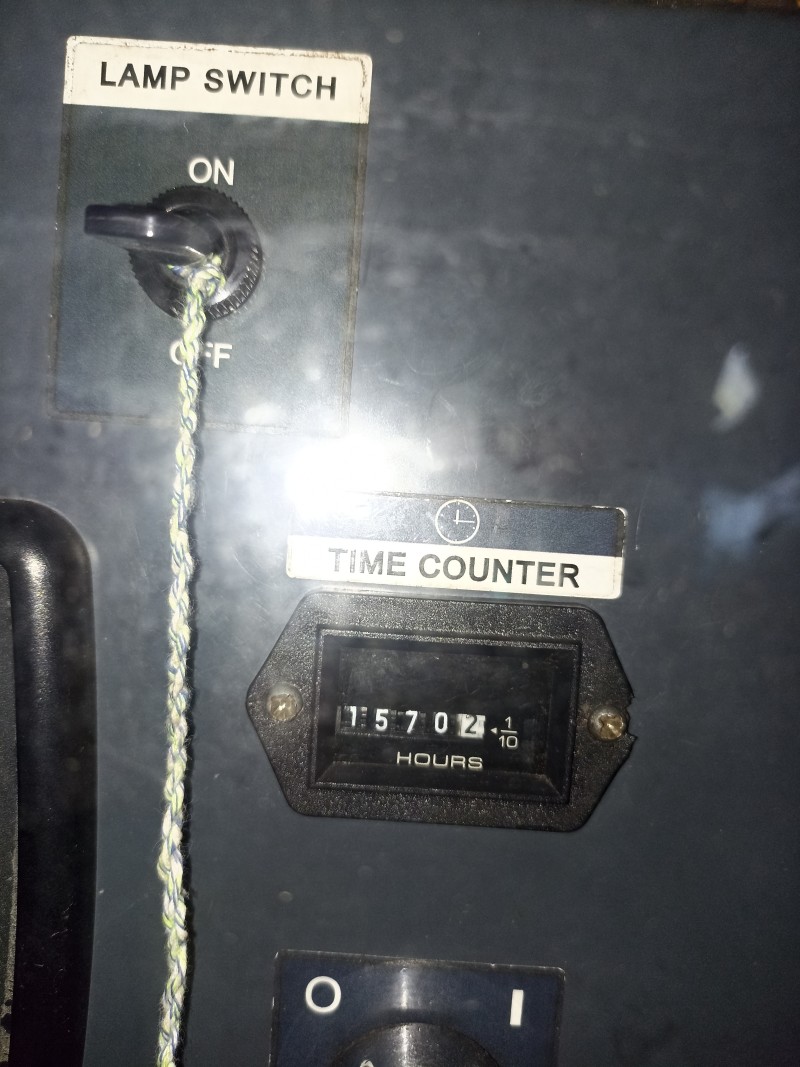 LAMP SWITCH
ON
OFF
TIME COUNTER
15702 1/10
HOURS
O I